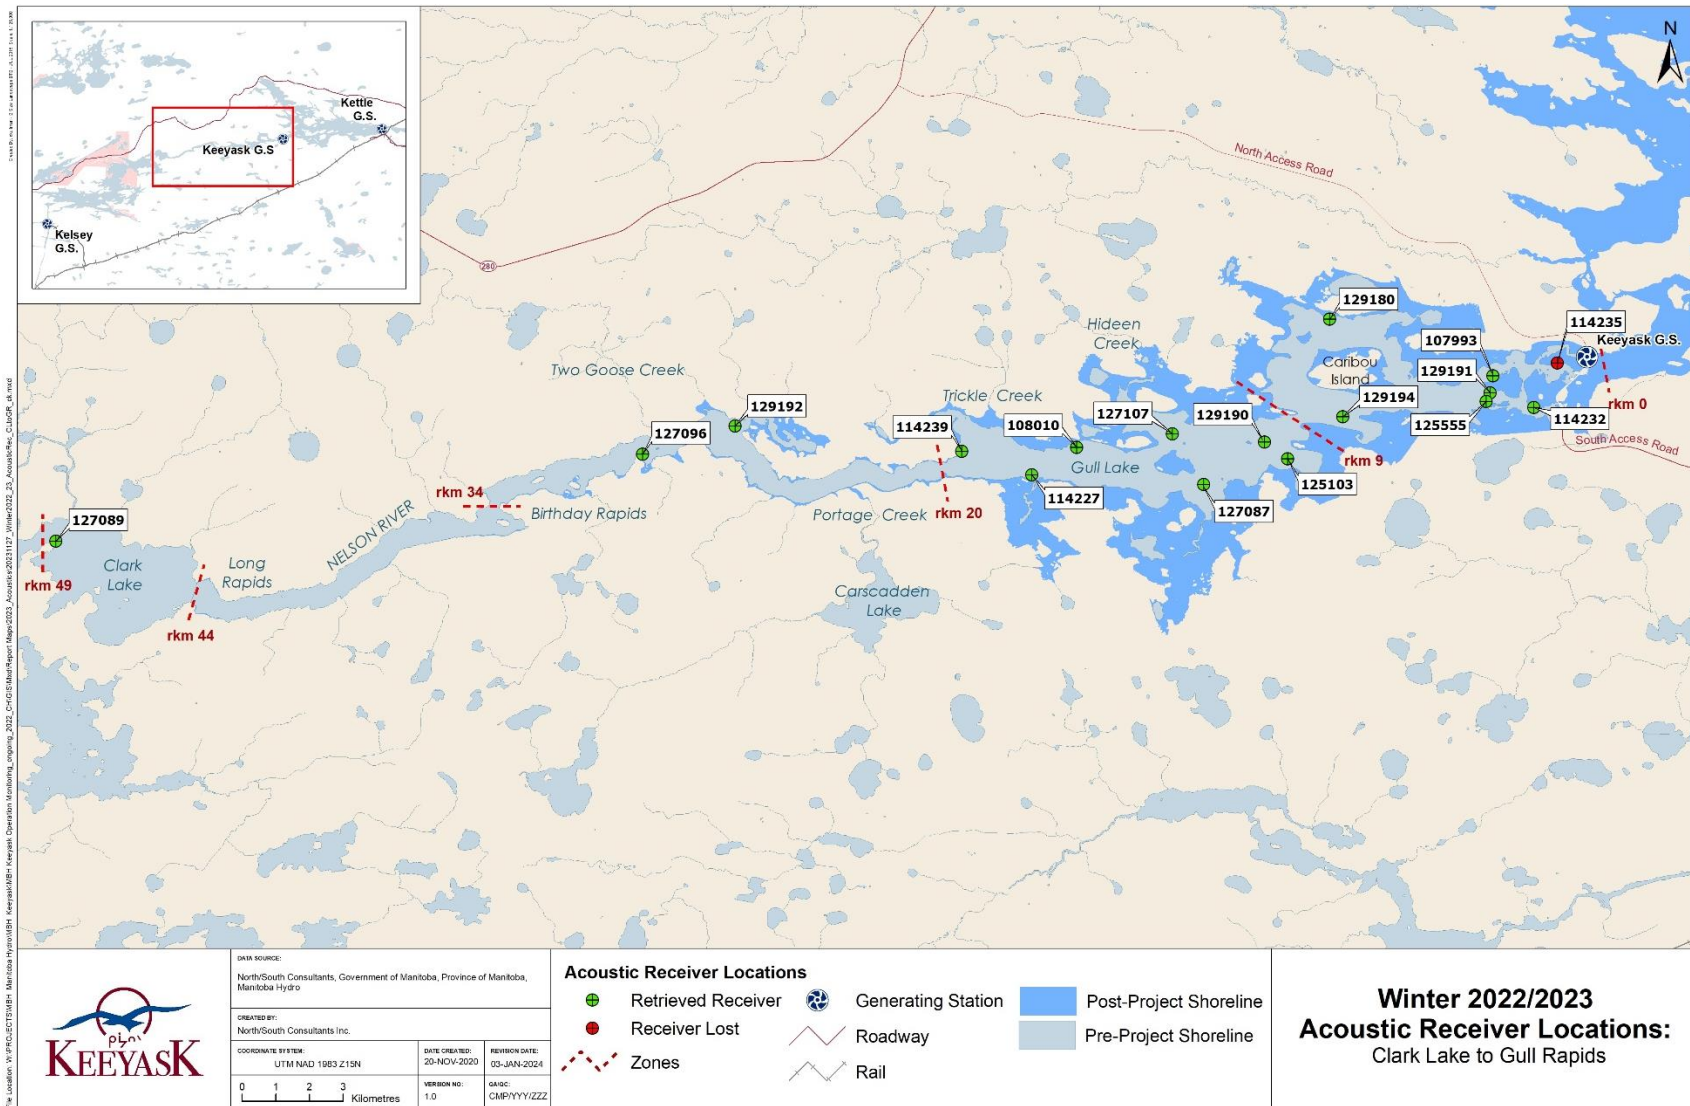 Kettle
G.S.
Keeyask G.S
Kelsey
G.S.
N
North Access Road
280
129180
114235
Keeyask G.S.
107993
129191
Caribou
Island
129194
125555
114232
rkm 0
South Access Road
Hideen
Creek
Two Goose Creek
Trickle Creek
129192
127096
114239
108010
127107
129190
rkm 9
Gull Lake
125103
114227
127087
rkm 34
Birthday Rapids
Portage Creek
rkm 20
NELSON RIVER
127089
Clark
Lake
Long
Rapids
rkm 49
rkm 44
Carscadden
Lake
KEEYASK
DATA SOURCE:
North/South Consultants, Government of Manitoba, Province of Manitoba,
Manitoba Hydro
CREATED BY:
North/South Consultants Inc.
COORDINATE SYSTEM:
UTM NAD 1983 Z15N
DATE CREATED:
20-NOV-2020
REVISION DATE:
03-JAN-2024
0 1 2 3 Kilometres
VERSION NO:
1.0
QA/QC:
CMP/YYY/ZZZ
Acoustic Receiver Locations
Retrieved Receiver
Receiver Lost
Zones
Generating Station
Roadway
Rail
Post-Project Shoreline
Pre-Project Shoreline
Winter 2022/2023
Acoustic Receiver Locations:
Clark Lake to Gull Rapids